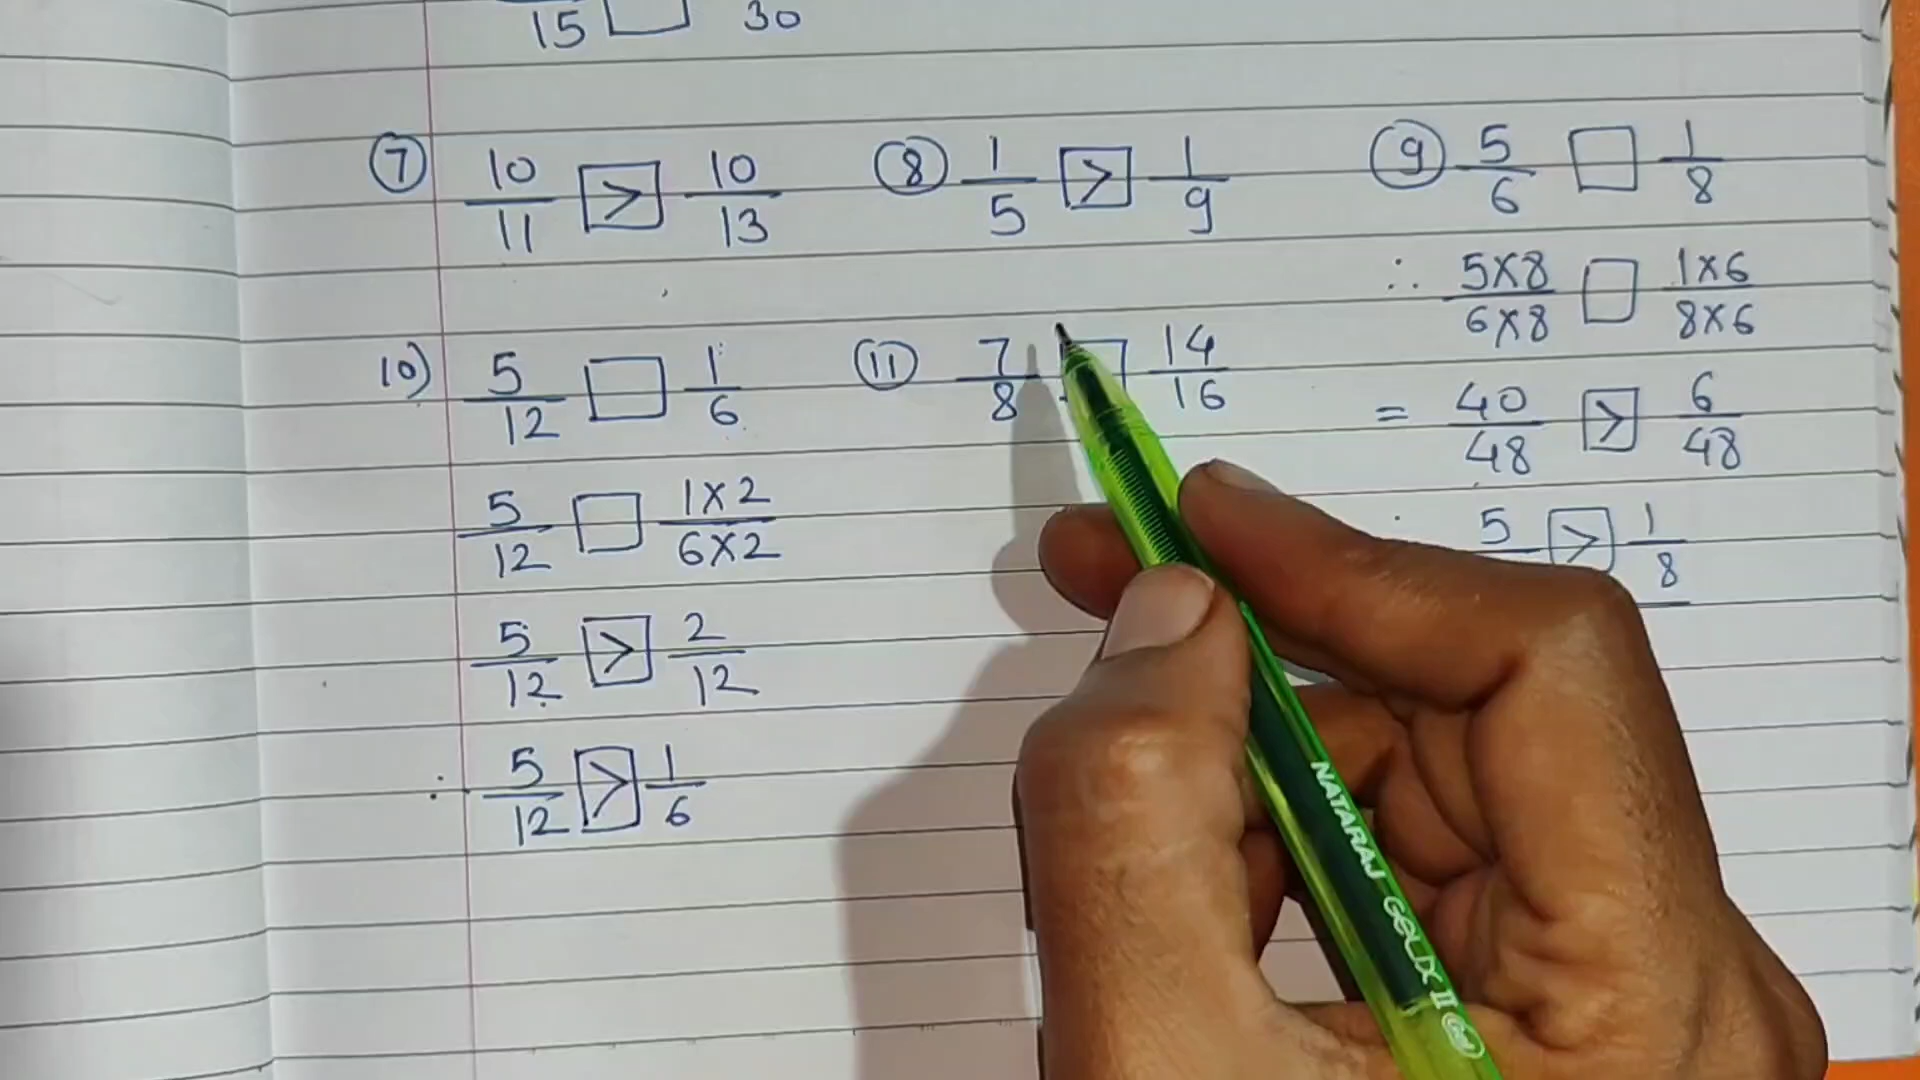 15 □ 30
⑦ 10/11 [>] 10/13 ⑧ 1/5 [>] 1/9 ⑨ 5/6 □ 1/8
∴ 5×8/6×8 □ 1×6/8×6
10) 5/12 □ 1/6 ⑪ 7/8 □ 14/16
= 40/48 [>] 6/48
5/12 □ 1×2/6×2
5 [>] 1/8
5/12 [>] 2/12
∴ 5/12 [>] 1/6
NATARAJ GELIX II Gel